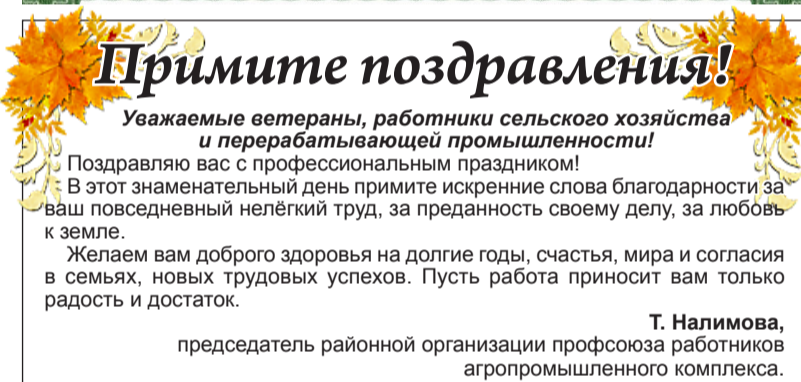 Примите поздравления!
Уважаемые ветераны, работники сельского хозяйства
и перерабатывающей промышленности!
Поздравляю вас с профессиональным праздником!
В этот знаменательный день примите искренние слова благодарности за
ваш повседневный нелёгкий труд, за преданность своему делу, за любовь
к земле.
Желаем вам доброго здоровья на долгие годы, счастья, мира и согласия
в семьях, новых трудовых успехов. Пусть работа приносит вам только
радость и достаток.
Т. Налимова,
председатель районной организации профсоюза работников
агропромышленного комплекса.